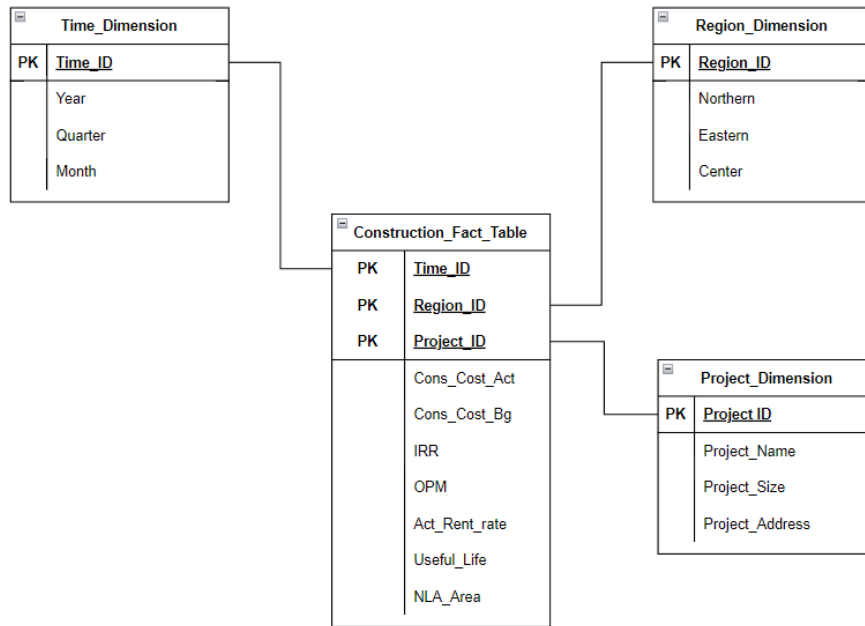 Time_Dimension
PK Time_ID
Year
Quarter
Month
Region_Dimension
PK Region_ID
Northern
Eastern
Center
Construction_Fact_Table
PK Time_ID
PK Region_ID
PK Project_ID
Cons_Cost_Act
Cons_Cost_Bg
IRR
OPM
Act_Rent_rate
Useful_Life
NLA_Area
Project_Dimension
PK Project ID
Project_Name
Project_Size
Project_Address